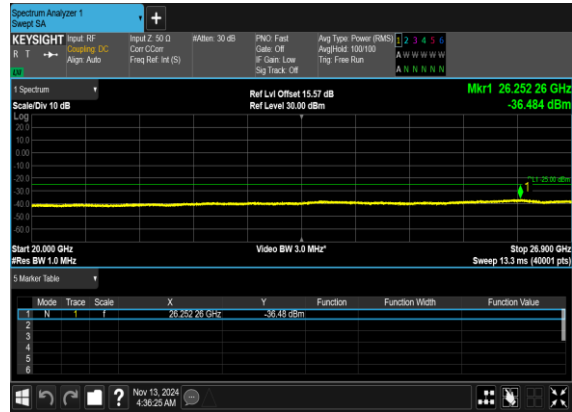 Spectrum Analyzer 1
Swept SA
+
KEYSIGHT Input: RF Input Z: 50 Ω #Atten: 30 dB PNO: Fast Avg Type: Power (RMS) 1 2 3 4 5 6
R T Coupling: DC Corr CCorr Gate: Off Avg|Hold: 100/100 A W W W W W
Align: Auto Freq Ref: Int (S) IF Gain: Low Trig: Free Run
Sig Track: Off A N N N N N
1 Spectrum Ref Lvl Offset 15.57 dB Mkr1 26.252 26 GHz
Scale/Div 10 dB Ref Level 30.00 dBm -36.484 dBm
Log
20.0
10.0
0.00
-10.0
-20.0
DL1 -25.00 dBm
-30.0
1
-40.0
-50.0
-60.0
Start 20.000 GHz Video BW 3.0 MHz* Stop 26.900 GHz
#Res BW 1.0 MHz Sweep 13.3 ms (40001 pts)
5 Marker Table
Mode Trace Scale X Y Function Function Width Function Value
1 N 1 f 26.252 26 GHz -36.48 dBm
2
3
4
5
6
? Nov 13, 2024
4:36:25 AM